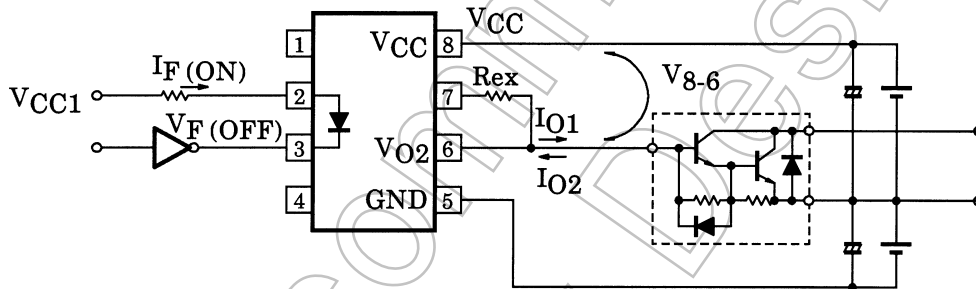 VCC
1
VCC
8
IF (ON)
Rex
V8-6
VCC1
2
7
IO1
VF (OFF)
3
VO2
6
IO2
4
GND
5